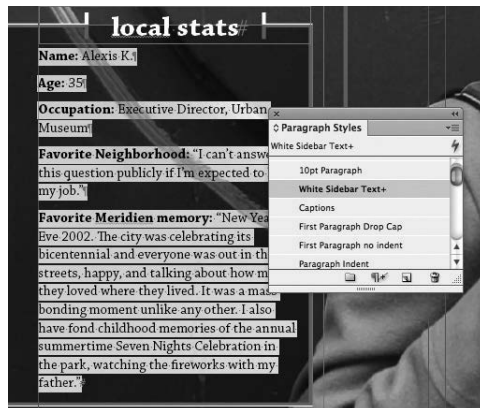 local stats#
Name: Alexis K.¶
Age: 35¶
Occupation: Executive Director, Urban
Museum¶
Favorite Neighborhood: “I can’t answe
this question publicly if I’m expected to
my job.”¶
Favorite Meridien memory: “New Yea
Eve 2002. The city was celebrating its
bicentennial and everyone was out in th
streets, happy, and talking about how m
they loved where they lived. It was a mass
bonding moment unlike any other. I also
have fond childhood memories of the annual
summertime Seven Nights Celebration in
the park, watching the fireworks with my
father.”#
Paragraph Styles
White Sidebar Text+
10pt Paragraph
White Sidebar Text+
Captions
First Paragraph Drop Cap
First Paragraph no indent
Paragraph Indent